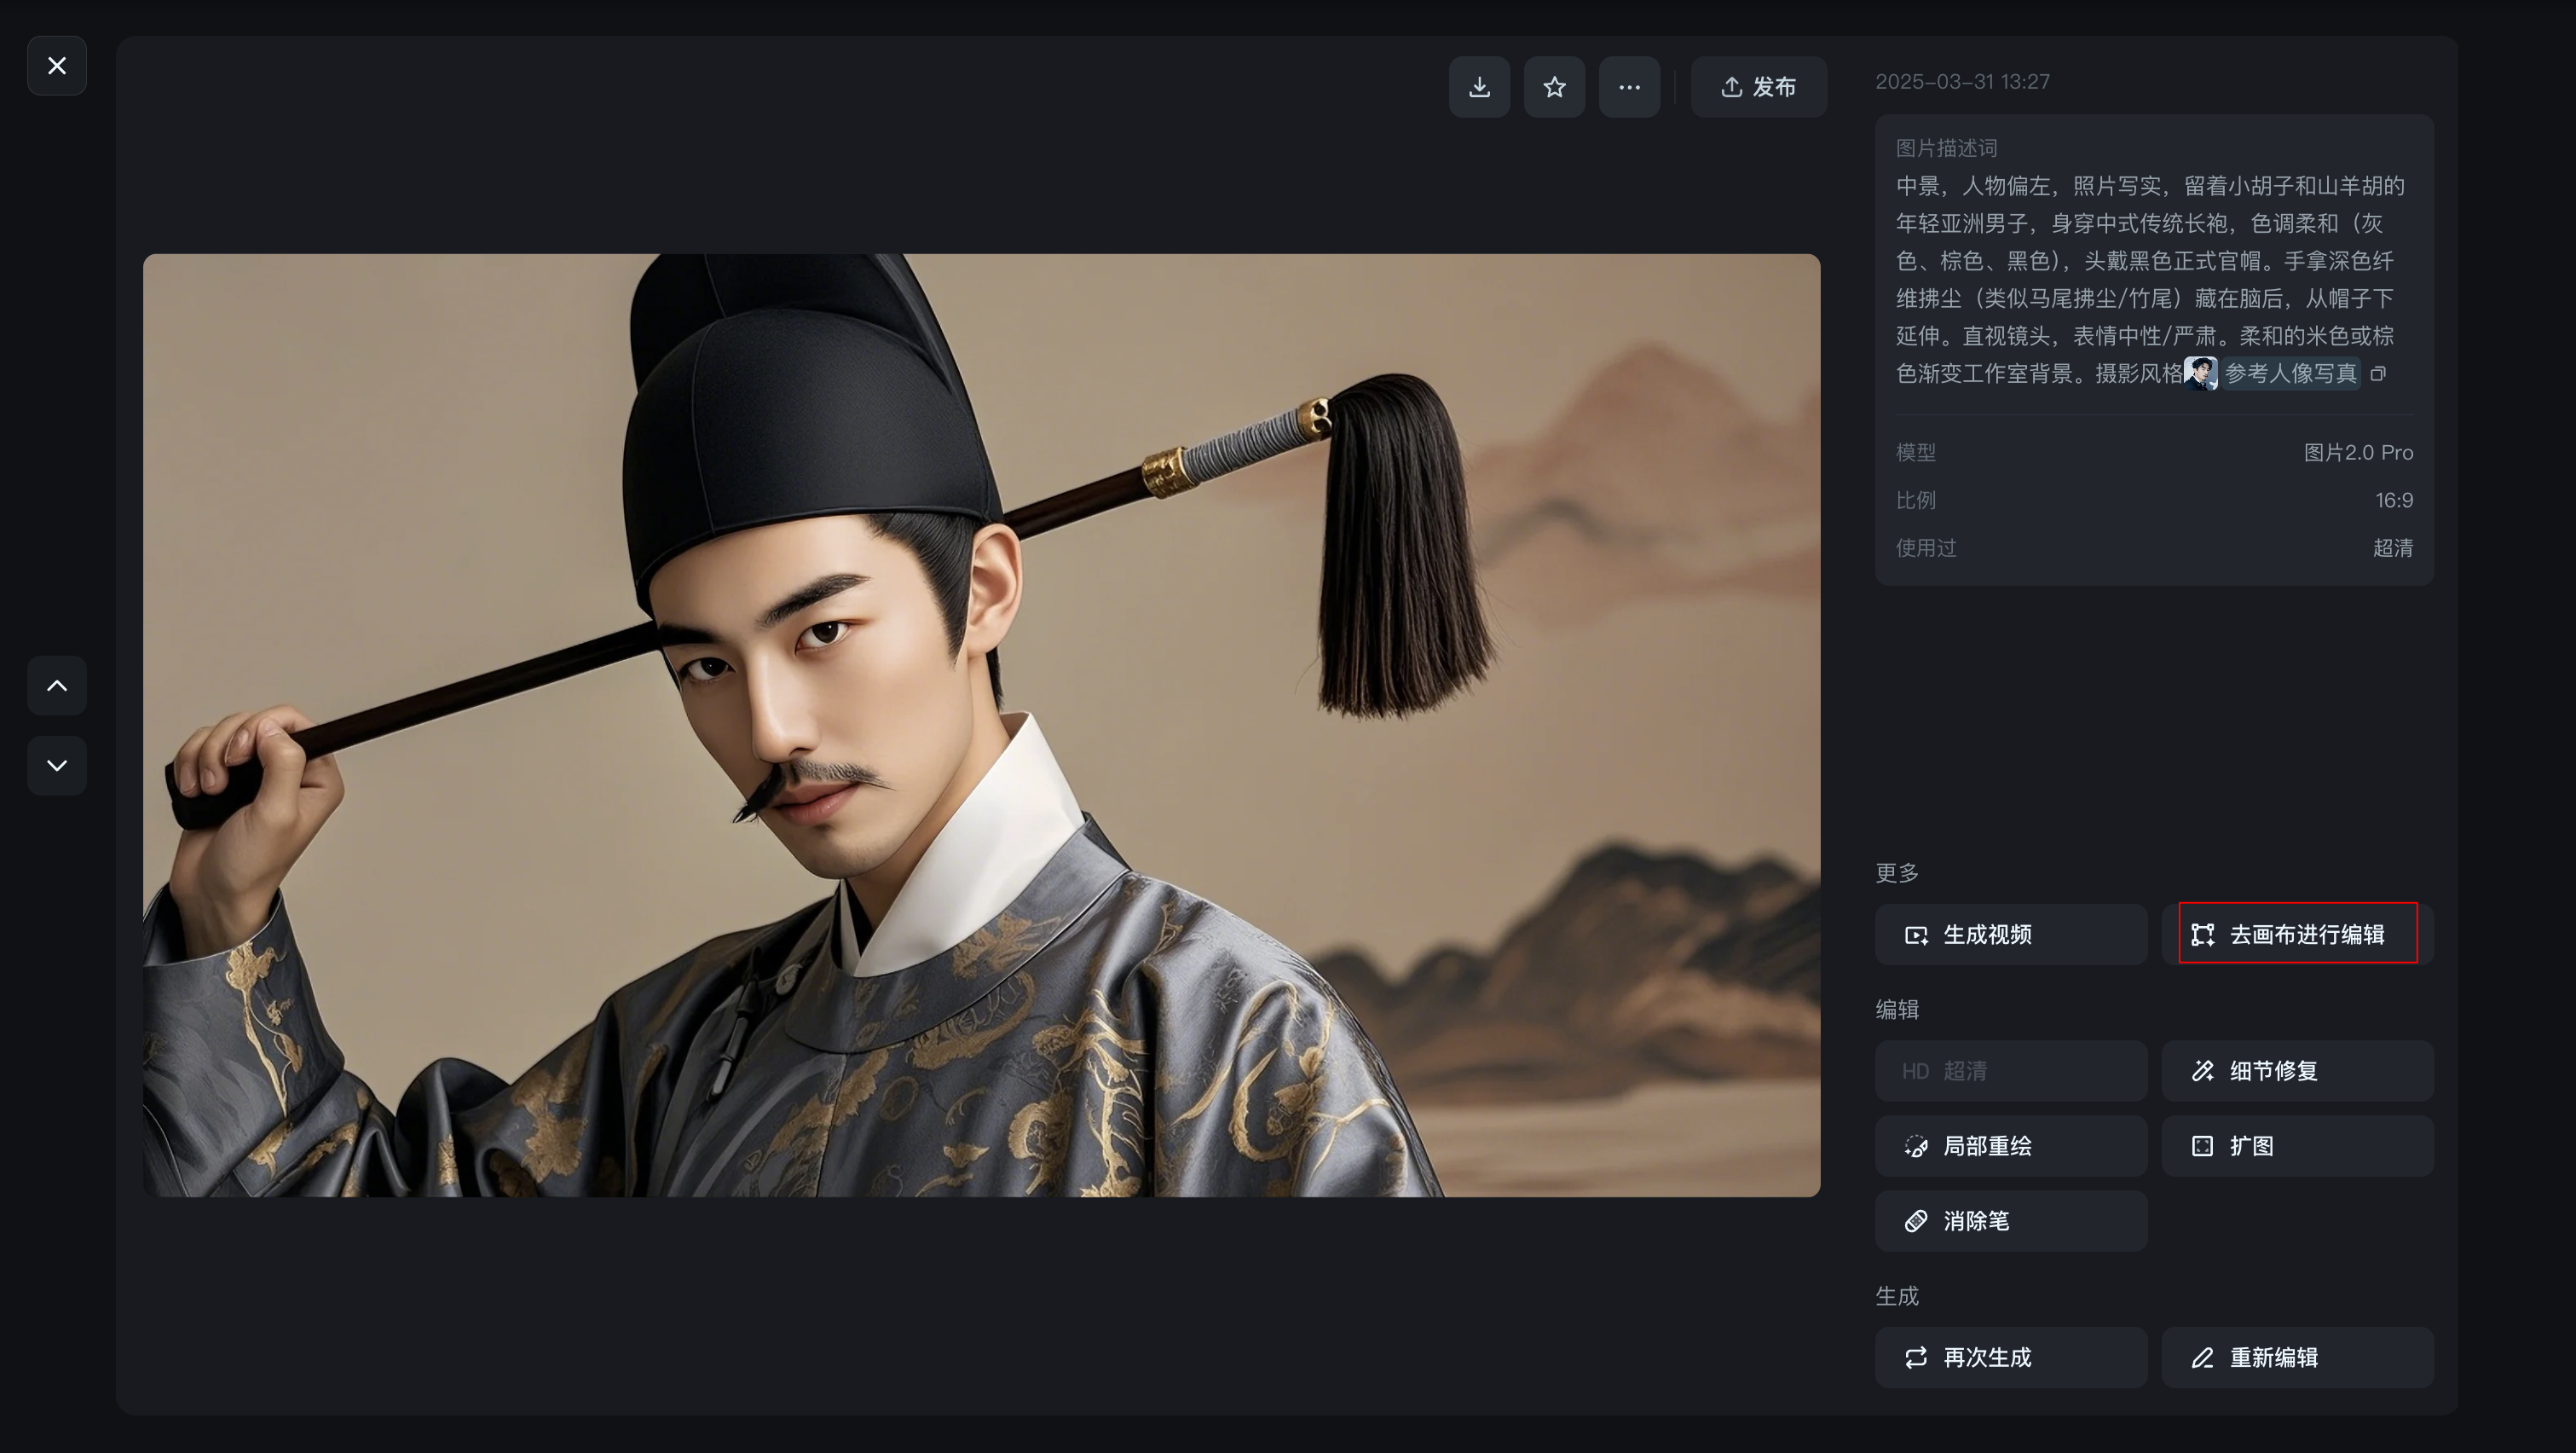 发布
2025-03-31 13:27
图片描述词
中景，人物偏左，照片写实，留着小胡子和山羊胡的
年轻亚洲男子，身穿中式传统长袍，色调柔和（灰
色、棕色、黑色），头戴黑色正式官帽。手拿深色纤
维拂尘（类似马尾拂尘/竹尾）藏在脑后，从帽子下
延伸。直视镜头，表情中性/严肃。柔和的米色或棕
色渐变工作室背景。摄影风格 参考人像写真
模型 图片2.0 Pro
比例 16:9
使用过 超清
更多
生成视频 去画布进行编辑
编辑
HD 超清 细节修复
局部重绘 扩图
消除笔
生成
再次生成 重新编辑